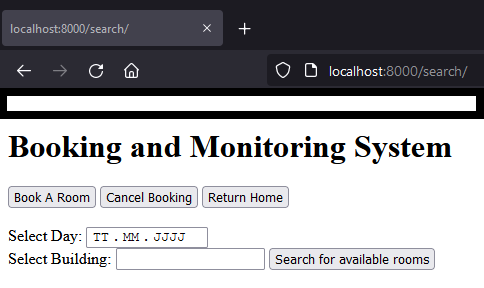 localhost:8000/search/
localhost:8000/search/
Booking and Monitoring System
Book A Room Cancel Booking Return Home
Select Day: TT . MM . JJJJ
Select Building: Search for available rooms